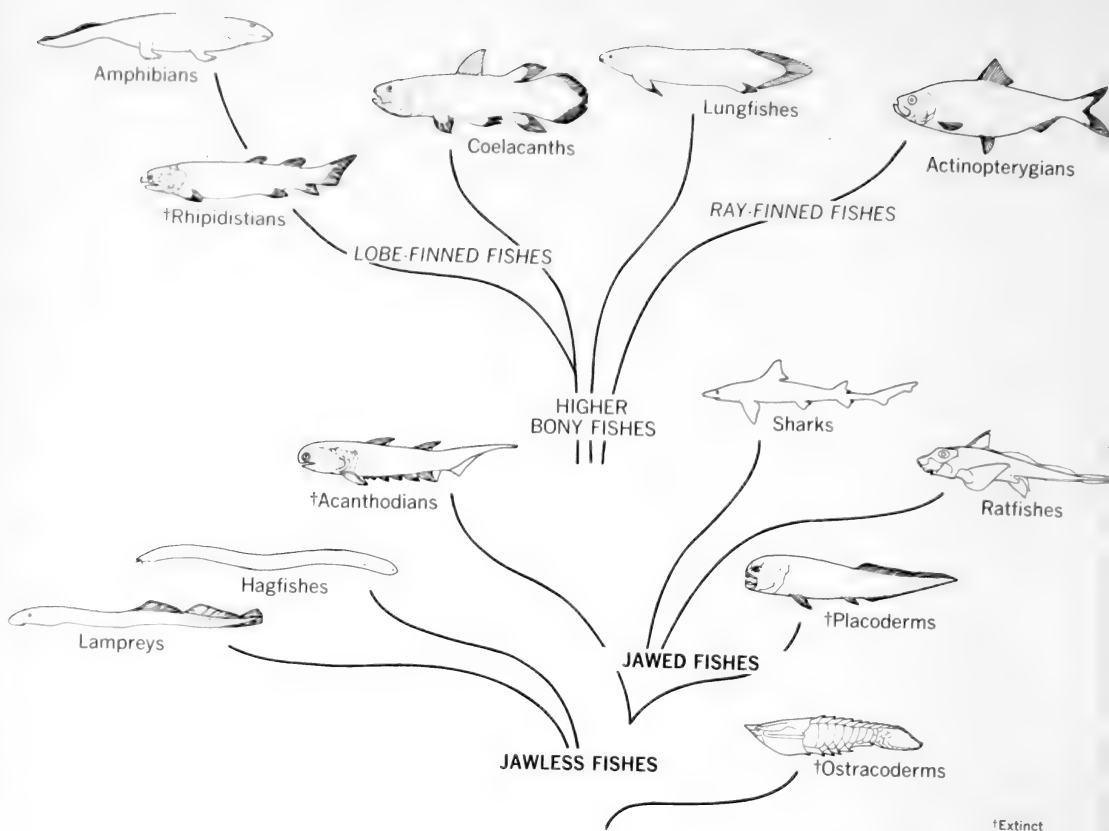 Amphibians
Coelacanths
Lungfishes
Actinopterygians
†Rhipidistians
RAY-FINNED FISHES
LOBE-FINNED FISHES
HIGHER
BONY FISHES
Sharks
†Acanthodians
Ratfishes
Hagfishes
†Placoderms
Lampreys
JAWED FISHES
JAWLESS FISHES
†Ostracoderms
†Extinct